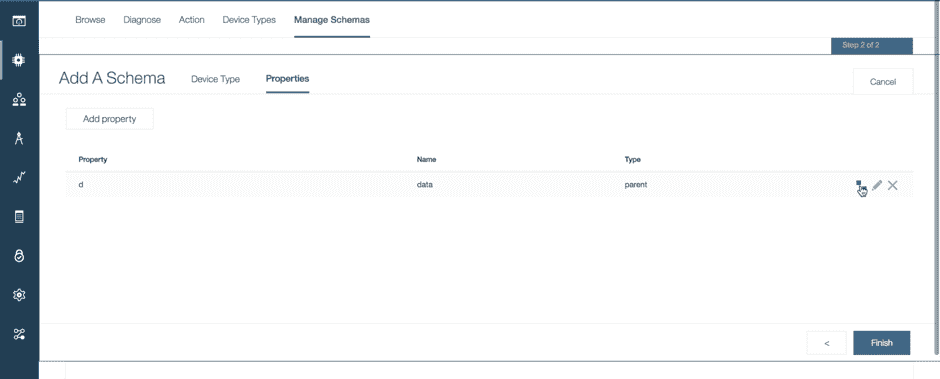 Browse Diagnose Action Device Types Manage Schemas
Step 2 of 2
Add A Schema Device Type Properties Cancel
Add property
Property Name Type
d data parent
< Finish